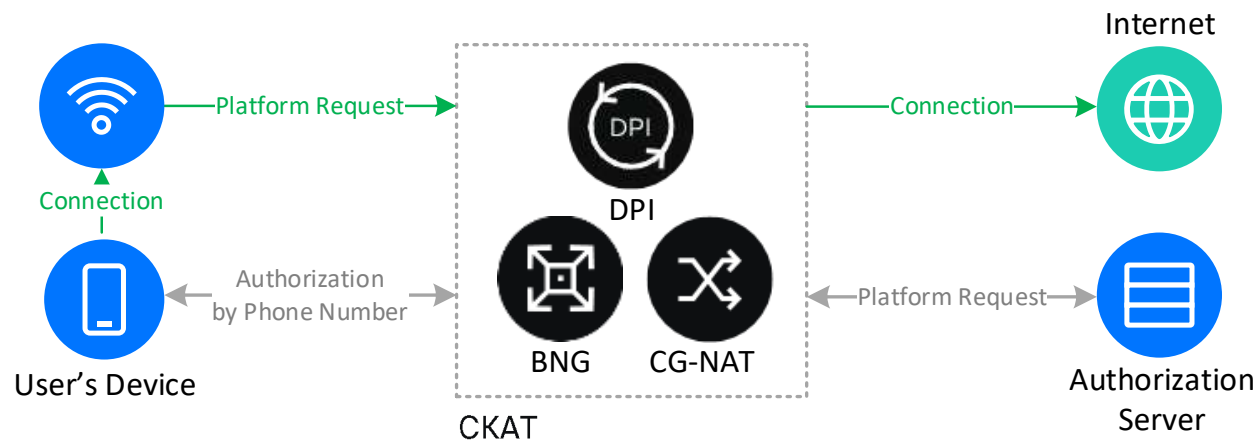 Internet
Platform Request
DPI
Connection
DPI
Connection
Authorization
by Phone Number
Platform Request
BNG
CG-NAT
User’s Device
Authorization
Server
СКАТ